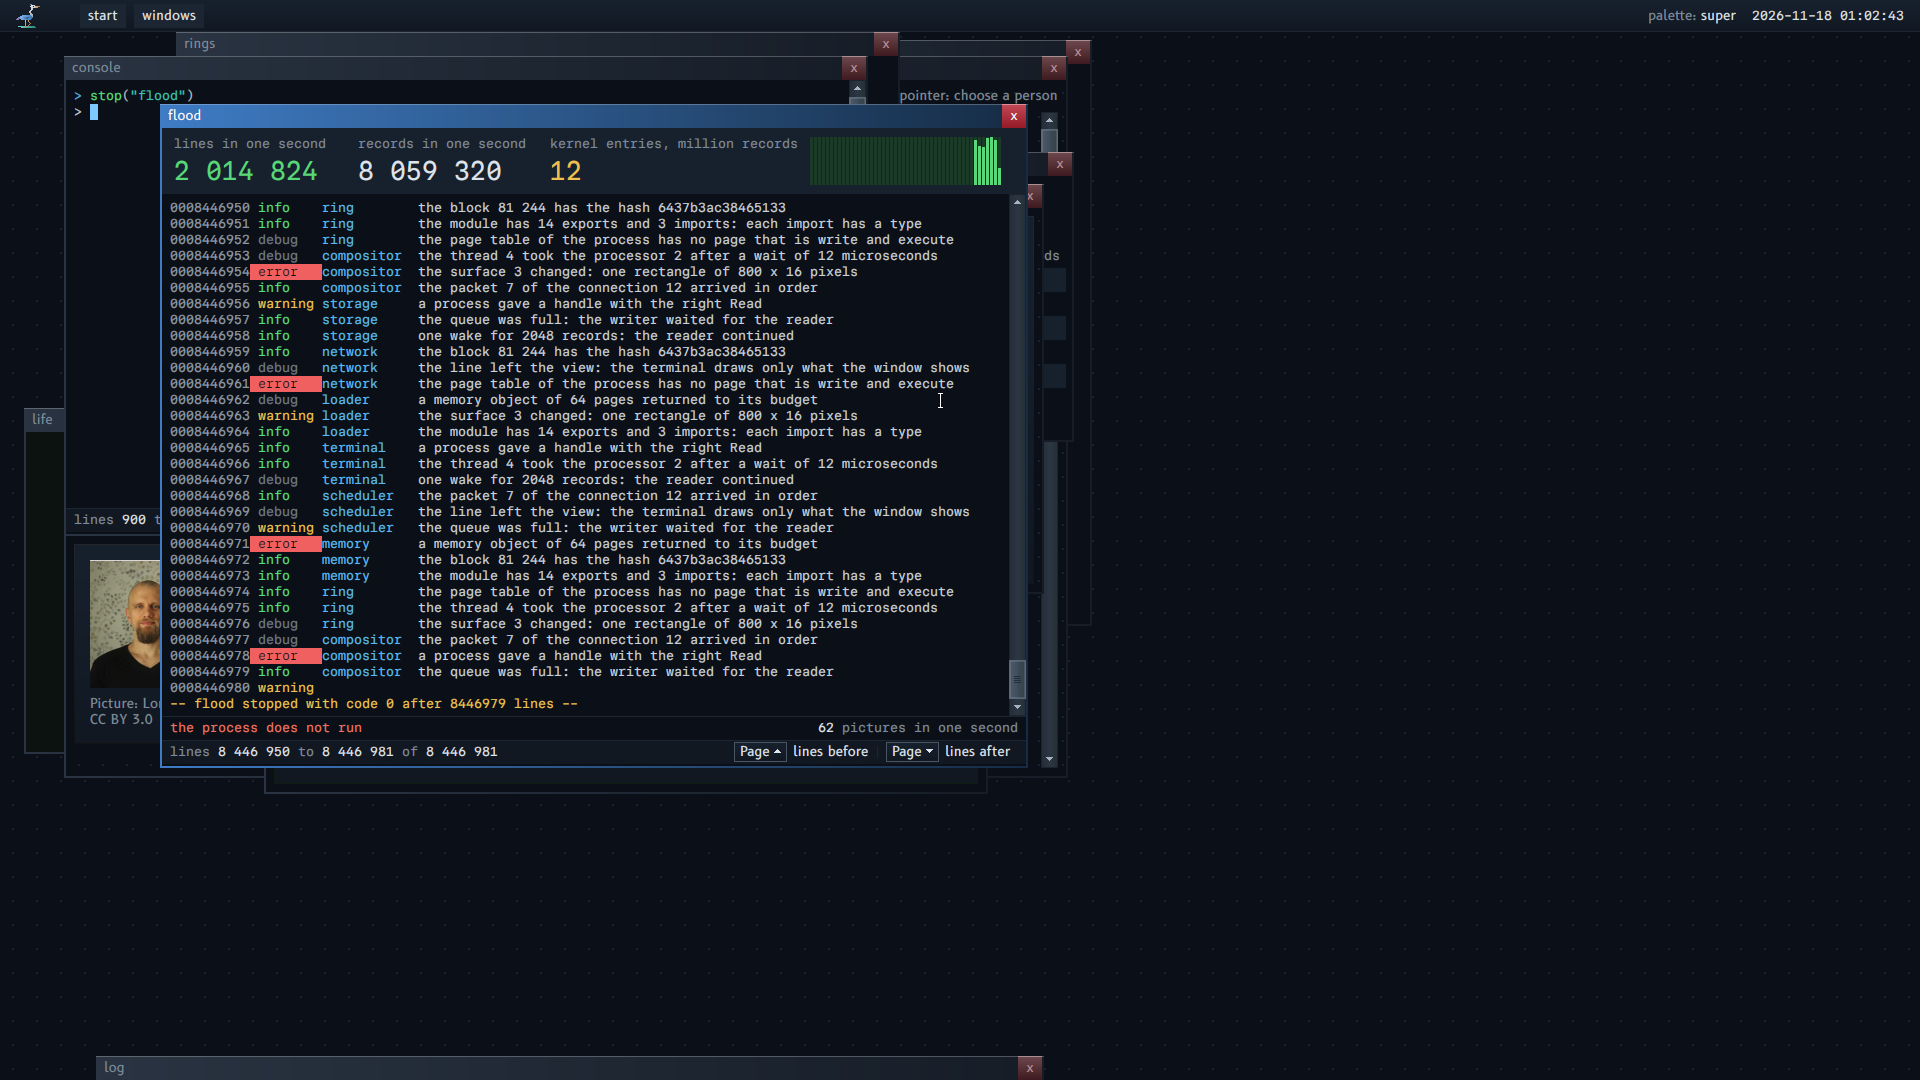 start windows palette: super 2026-11-18 01:02:43
rings x
x
console x x
> stop("flood")
pointer: choose a person
>
flood x
lines in one second records in one second kernel entries, million records
2 014 824 8 059 320 12
x
x
0008446950 info ring the block 81 244 has the hash 6437b3ac38465133
0008446951 info ring the module has 14 exports and 3 imports: each import has a type
0008446952 debug ring the page table of the process has no page that is write and execute
0008446953 debug compositor the thread 4 took the processor 2 after a wait of 12 microseconds
ds
0008446954 error compositor the surface 3 changed: one rectangle of 800 x 16 pixels
0008446955 info compositor the packet 7 of the connection 12 arrived in order
0008446956 warning storage a process gave a handle with the right Read
0008446957 info storage the queue was full: the writer waited for the reader
0008446958 info storage one wake for 2048 records: the reader continued
0008446959 info network the block 81 244 has the hash 6437b3ac38465133
0008446960 debug network the line left the view: the terminal draws only what the window shows
0008446961 error network the page table of the process has no page that is write and execute
0008446962 debug loader a memory object of 64 pages returned to its budget
0008446963 warning loader the surface 3 changed: one rectangle of 800 x 16 pixels
life
0008446964 info loader the module has 14 exports and 3 imports: each import has a type
0008446965 info terminal a process gave a handle with the right Read
0008446966 info terminal the thread 4 took the processor 2 after a wait of 12 microseconds
0008446967 debug terminal one wake for 2048 records: the reader continued
0008446968 info scheduler the packet 7 of the connection 12 arrived in order
0008446969 debug scheduler the line left the view: the terminal draws only what the window shows
lines 900 t
0008446970 warning scheduler the queue was full: the writer waited for the reader
0008446971 error memory a memory object of 64 pages returned to its budget
0008446972 info memory the block 81 244 has the hash 6437b3ac38465133
0008446973 info memory the module has 14 exports and 3 imports: each import has a type
0008446974 info ring the page table of the process has no page that is write and execute
0008446975 info ring the thread 4 took the processor 2 after a wait of 12 microseconds
0008446976 debug ring the surface 3 changed: one rectangle of 800 x 16 pixels
0008446977 debug compositor the packet 7 of the connection 12 arrived in order
0008446978 error compositor a process gave a handle with the right Read
0008446979 info compositor the queue was full: the writer waited for the reader
0008446980 warning
-- flood stopped with code 0 after 8446979 lines --
Picture: Lo
CC BY 3.0
the process does not run 62 pictures in one second
lines 8 446 950 to 8 446 981 of 8 446 981 Page lines before Page lines after
log x